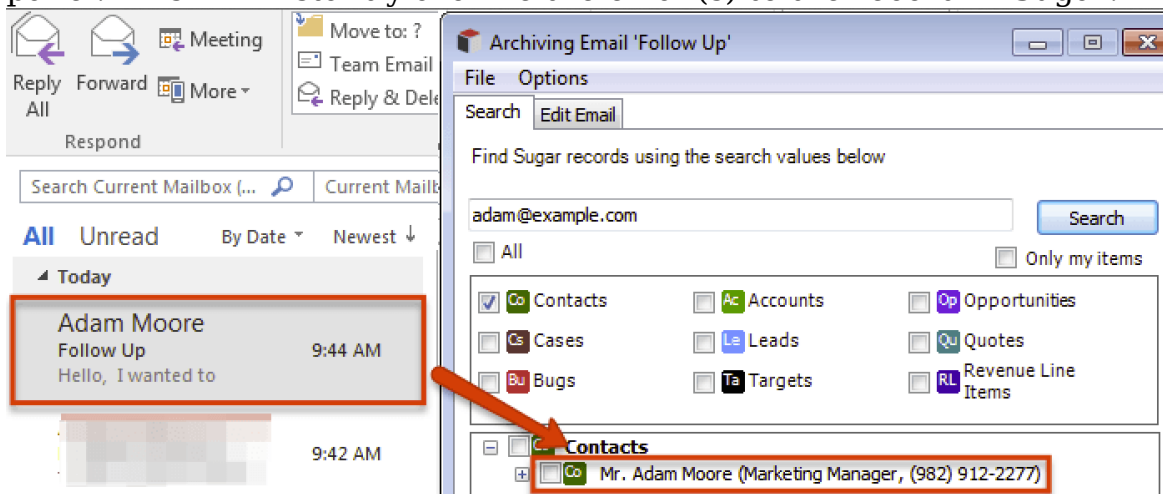 Meeting
Reply All
Forward
More
Respond
Move to: ?
Team Email
Reply & Dele
Search Current Mailbox (...
Current Mailb
All Unread By Date Newest
Today
Adam Moore
Follow Up 9:44 AM
Hello, I wanted to
9:42 AM
Archiving Email 'Follow Up'
File Options
Search Edit Email
Find Sugar records using the search values below
adam@example.com
Search
All
Only my items
Co Contacts Ac Accounts Op Opportunities
Cs Cases Le Leads Qu Quotes
Bu Bugs Ta Targets RL Revenue Line Items
Contacts
Co Mr. Adam Moore (Marketing Manager, (982) 912-2277)